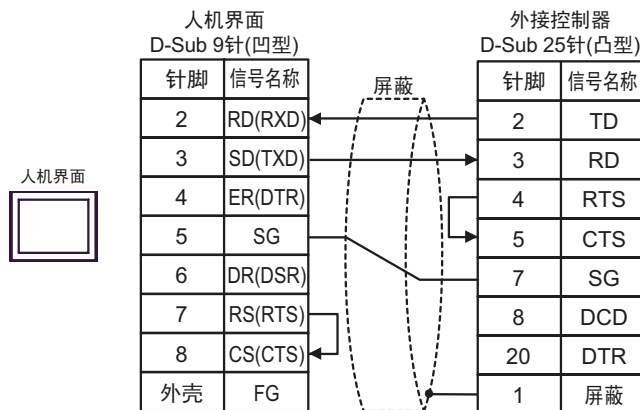 人机界面 外接控制器
D-Sub 9针(凹型) D-Sub 25针(凸型)
针脚 信号名称 屏蔽 针脚 信号名称
2 RD(RXD) 2 TD
3 SD(TXD) 3 RD
人机界面
4 ER(DTR) 4 RTS
5 SG 5 CTS
6 DR(DSR) 7 SG
7 RS(RTS) 8 DCD
8 CS(CTS) 20 DTR
外壳 FG 1 屏蔽